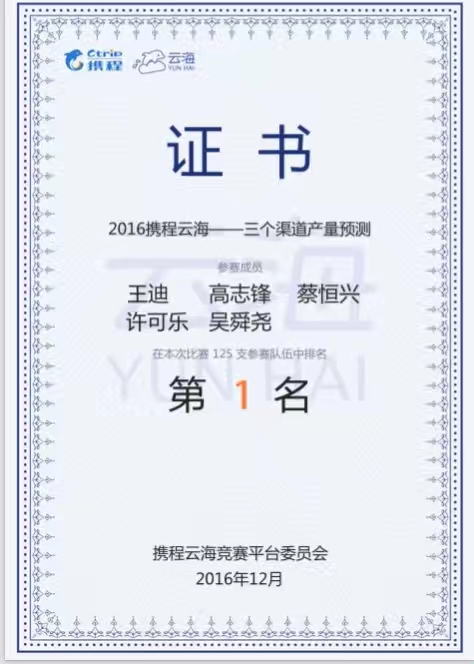 Ctrip 携程 云海 YUN HAI
证书
2016携程云海——三个渠道产量预测
参赛成员
王迪 高志锋 蔡恒兴
许可乐 吴舜尧
在本次比赛 125 支参赛队伍中排名
第 1 名
云海
YUN HAI
携程云海竞赛平台委员会
2016年12月